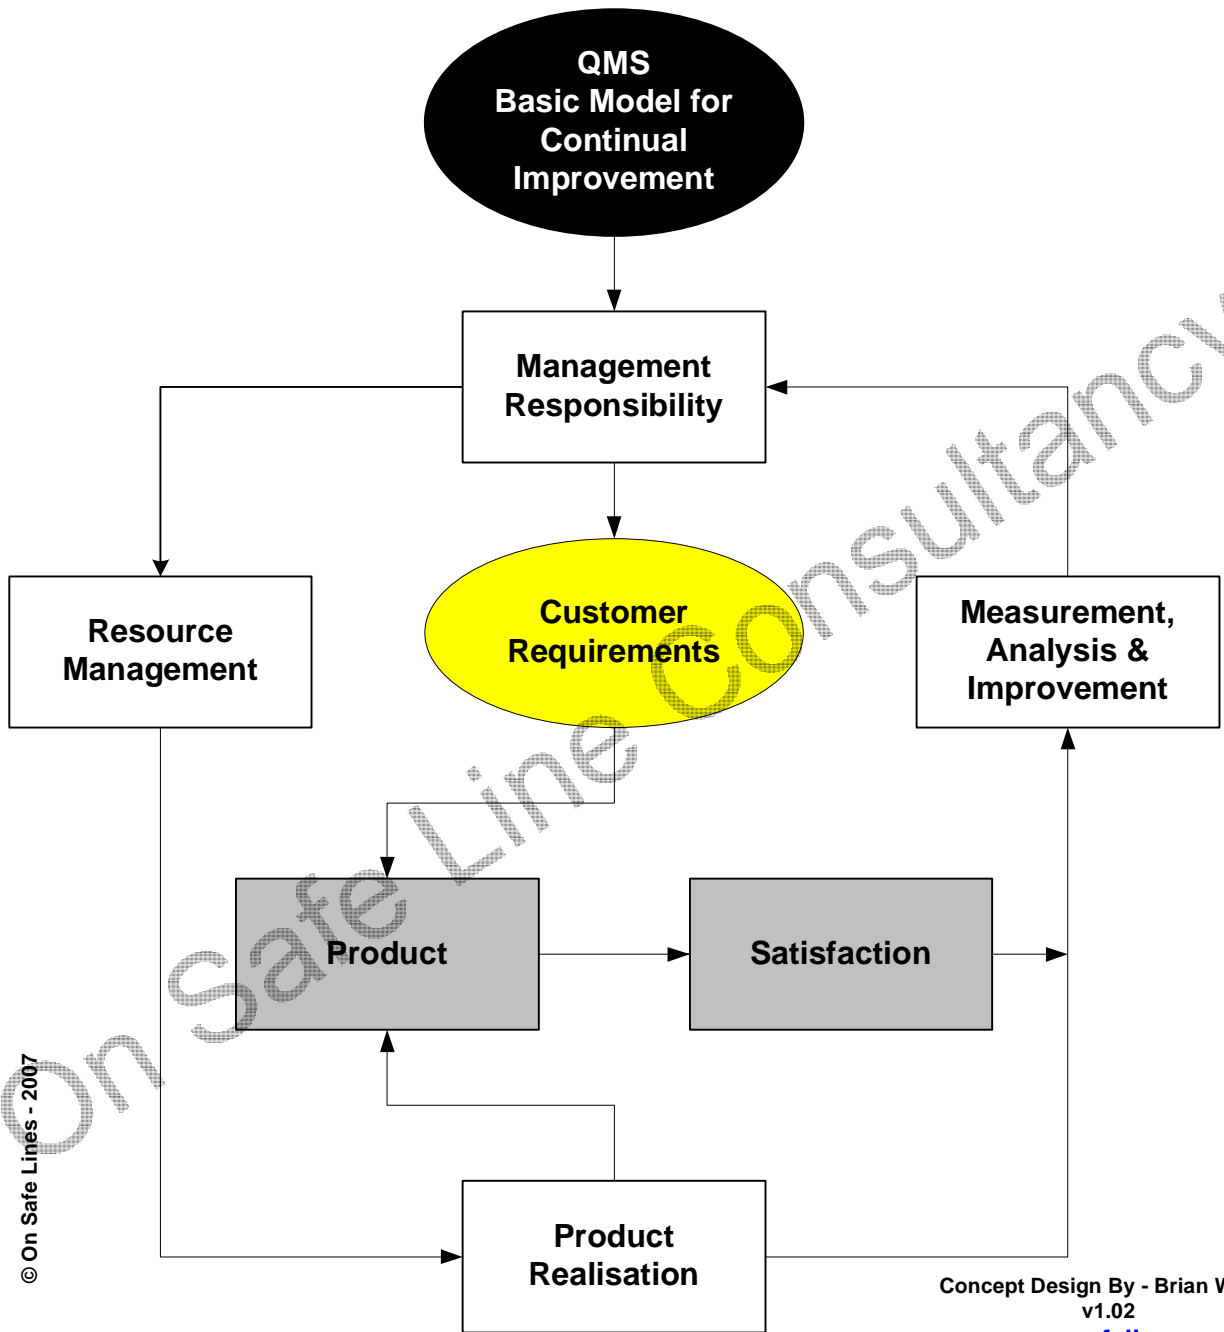 QMS
Basic Model for
Continual
Improvement
Management
Responsibility
Resource
Management
Customer
Requirements
Measurement,
Analysis &
Improvement
Product
Satisfaction
Product
Realisation
On Safe Line Consultancy
© On Safe Lines - 2007
Concept Design By - Brian
v1.02